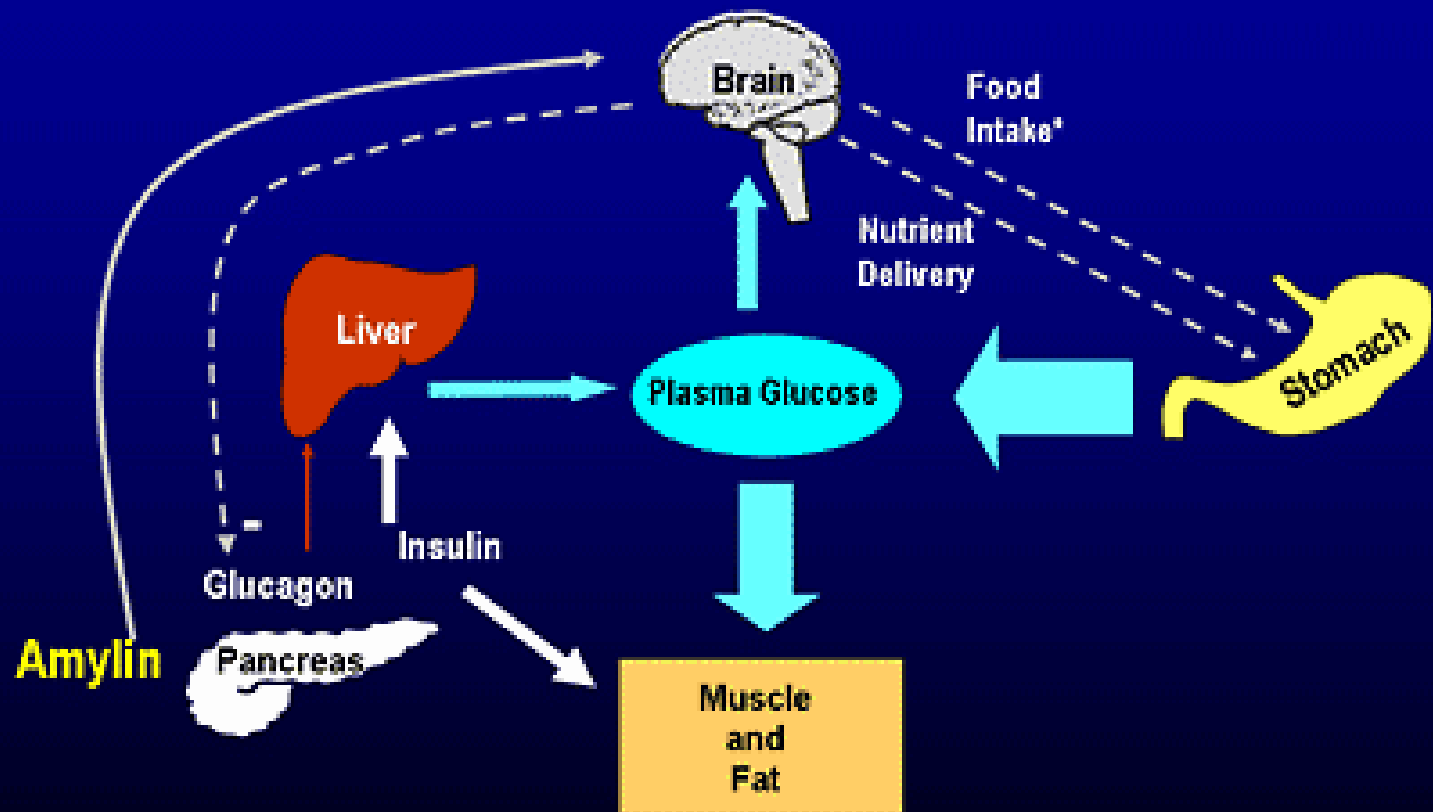 Brain
Food
Intake*
Nutrient
Delivery
Liver
Plasma Glucose
Stomach
-
Insulin
Glucagon
Amylin
Pancreas
Muscle
and
Fat